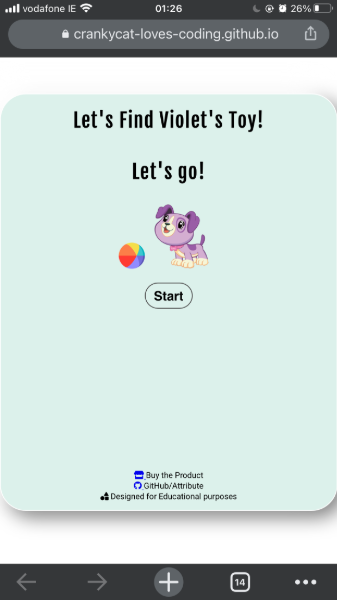 vodafone IE
01:26
26%
crankycat-loves-coding.github.io
Let's Find Violet's Toy!
Let's go!
Start
Buy the Product
GitHub/Attribute
Designed for Educational purposes
14